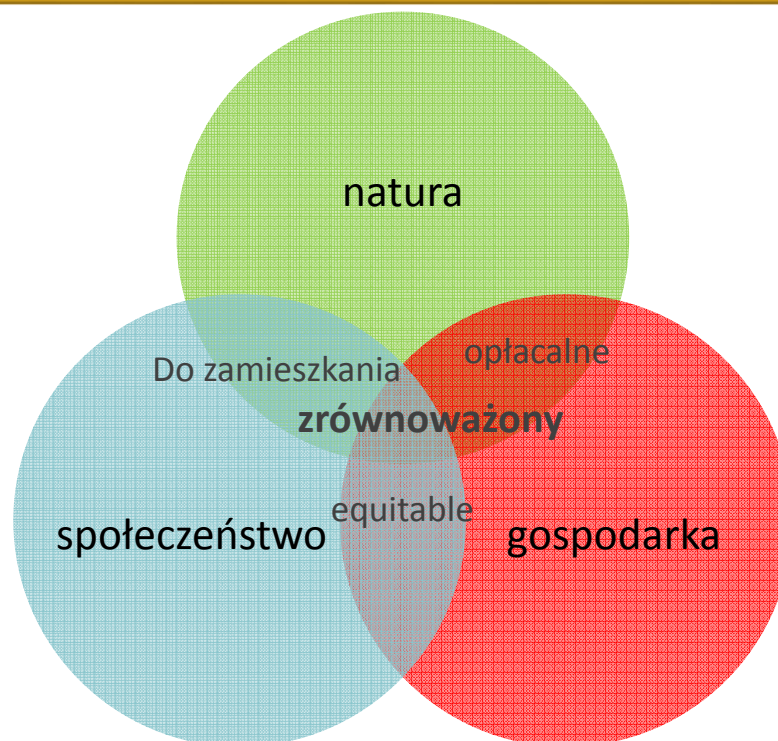 natura
opłacalne
Do zamieszkania
zrównoważony
equitable
społeczeństwo
gospodarka